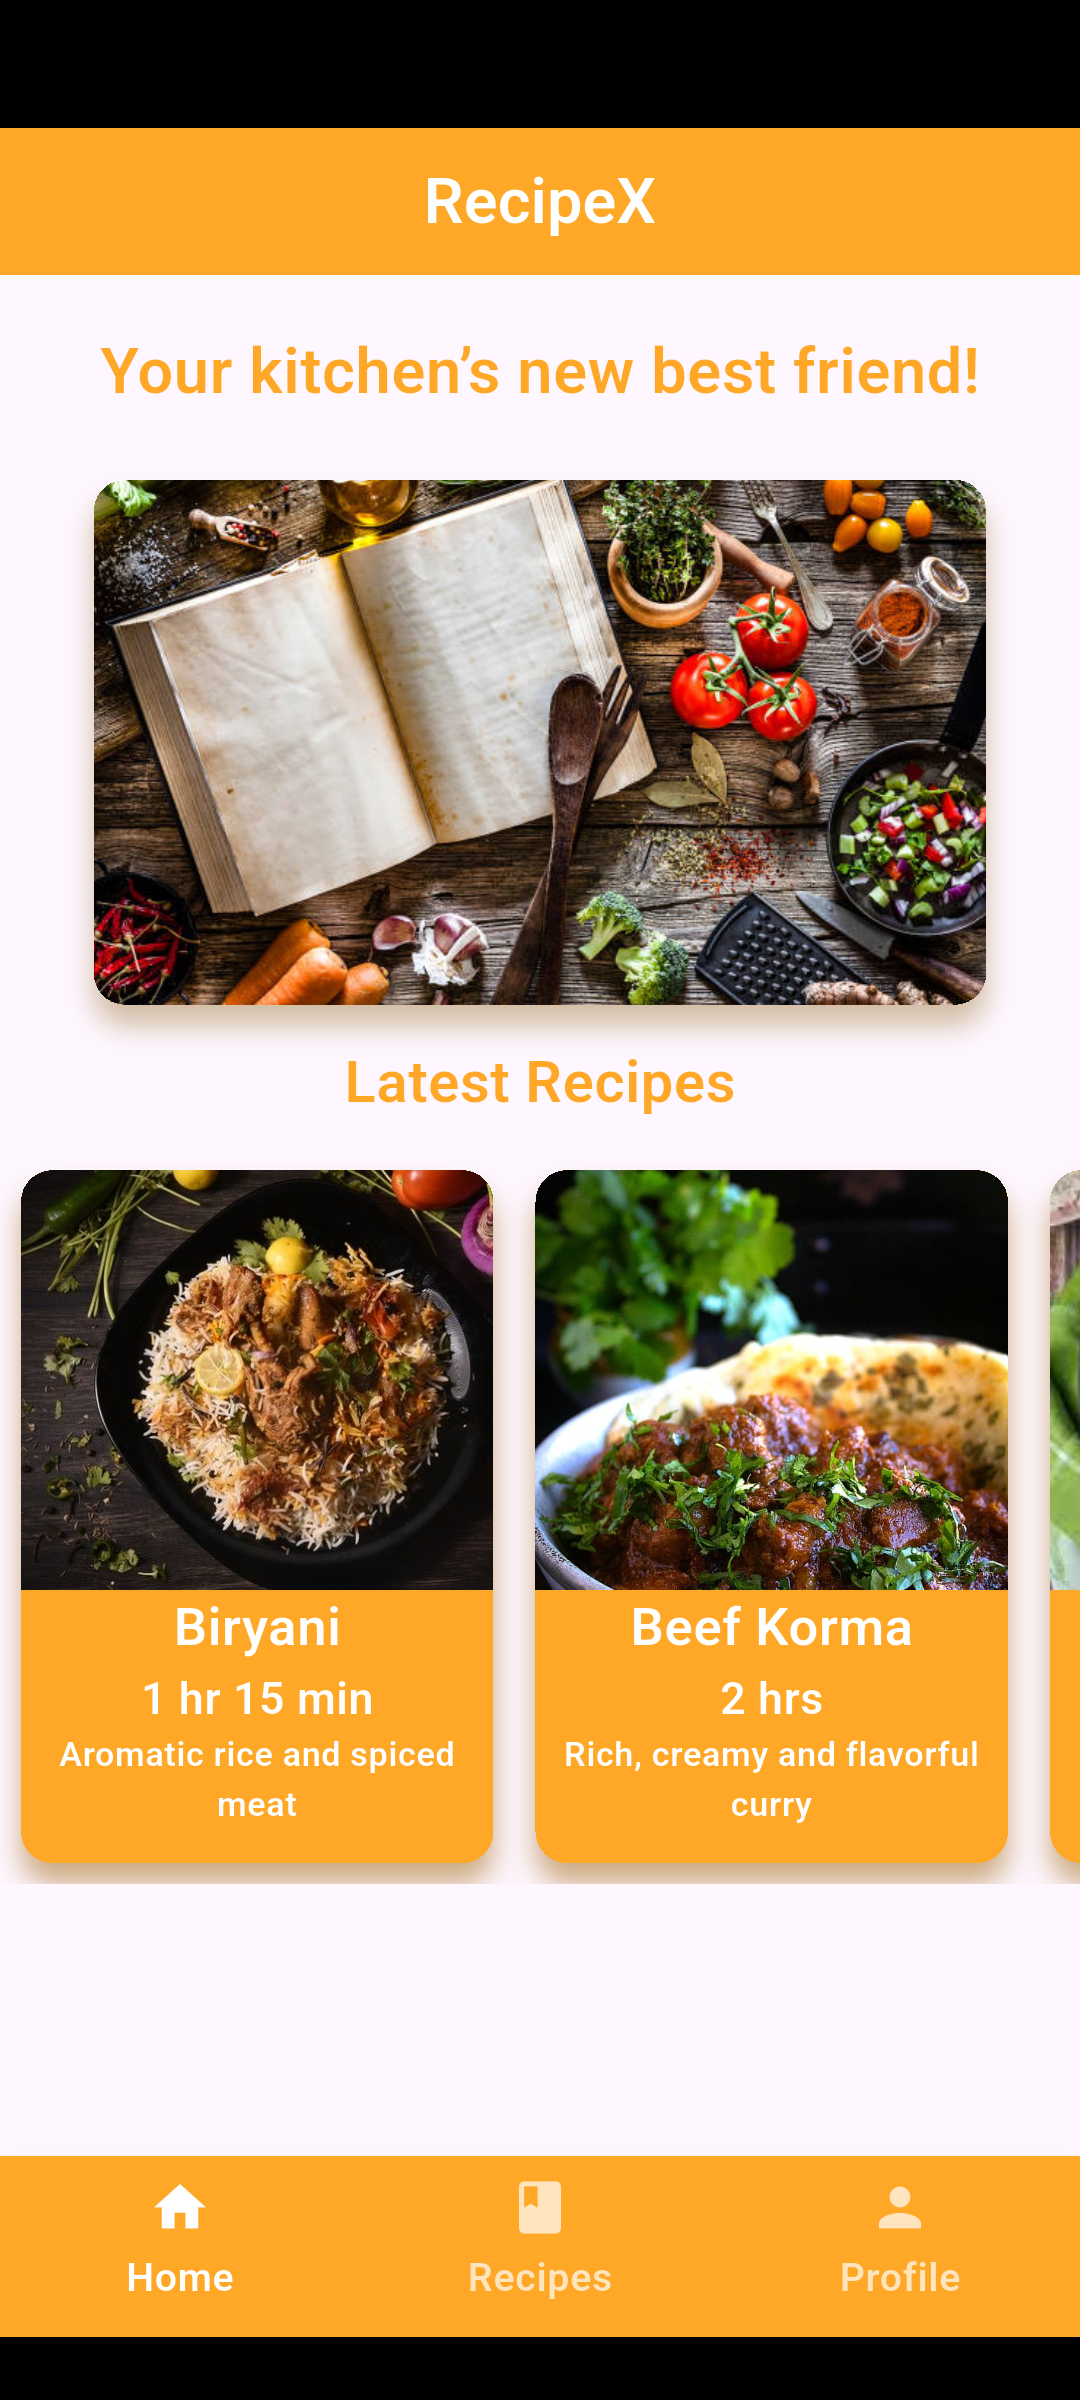 RecipeX
Your kitchen’s new best friend!
Latest Recipes
Biryani
1 hr 15 min
Aromatic rice and spiced
meat
Beef Korma
2 hrs
Rich, creamy and flavorful
curry
Home
Recipes
Profile